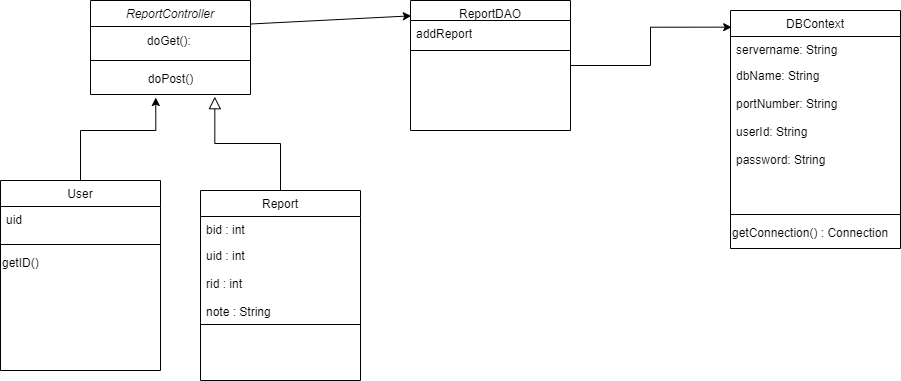 ReportController
doGet():
doPost()
ReportDAO
addReport
DBContext
servername: String
dbName: String
portNumber: String
userId: String
password: String
getConnection() : Connection
User
uid
getID()
Report
bid : int
uid : int
rid : int
note : String